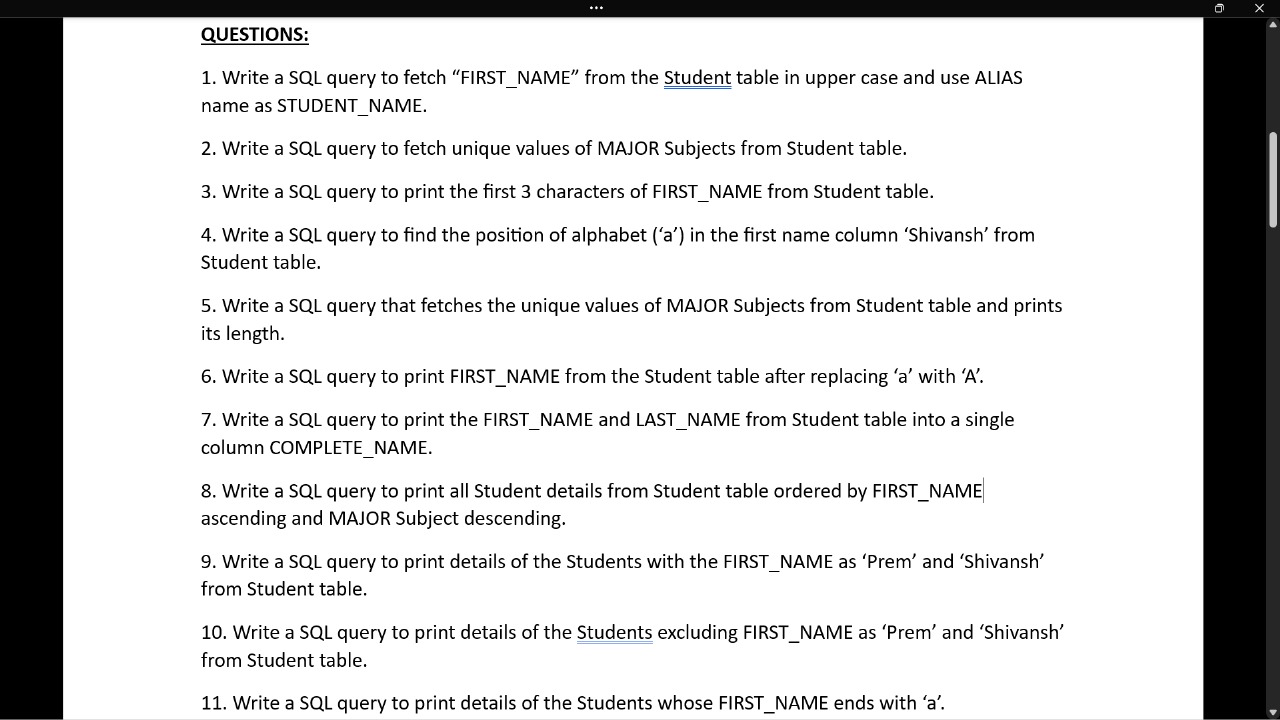 QUESTIONS:
1. Write a SQL query to fetch “FIRST_NAME” from the Student table in upper case and use ALIAS
name as STUDENT_NAME.
2. Write a SQL query to fetch unique values of MAJOR Subjects from Student table.
3. Write a SQL query to print the first 3 characters of FIRST_NAME from Student table.
4. Write a SQL query to find the position of alphabet (‘a’) in the first name column ‘Shivansh’ from
Student table.
5. Write a SQL query that fetches the unique values of MAJOR Subjects from Student table and prints
its length.
6. Write a SQL query to print FIRST_NAME from the Student table after replacing ‘a’ with ‘A’.
7. Write a SQL query to print the FIRST_NAME and LAST_NAME from Student table into a single
column COMPLETE_NAME.
8. Write a SQL query to print all Student details from Student table ordered by FIRST_NAME
ascending and MAJOR Subject descending.
9. Write a SQL query to print details of the Students with the FIRST_NAME as ‘Prem’ and ‘Shivansh’
from Student table.
10. Write a SQL query to print details of the Students excluding FIRST_NAME as ‘Prem’ and ‘Shivansh’
from Student table.
11. Write a SQL query to print details of the Students whose FIRST_NAME ends with ‘a’.